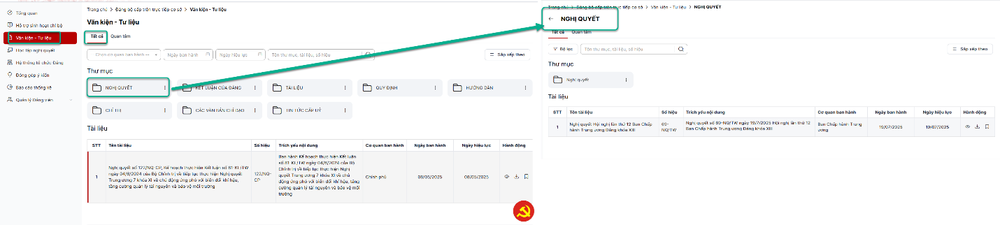 Tổng quan
Hỗ trợ sinh hoạt chi bộ
Văn kiện - Tư liệu
Học tập nghị quyết
Hệ thống tổ chức Đảng
Đóng góp ý kiến
Báo cáo thống kê
Quản lý Đảng viên
Trang chủ > Đảng bộ cấp trên trực tiếp cơ sở > Văn kiện - Tư liệu
Văn kiện - Tư liệu
Tất cả Quan tâm
-- Chọn cơ quan ban hành -- Ngày ban hành Ngày hiệu lực Tên thư mục, tài liệu, số hiệu Sắp xếp theo
Thư mục
NGHỊ QUYẾT KẾT LUẬN CỦA ĐẢNG TÀI LIỆU QUY ĐỊNH HƯỚNG DẪN
CHỈ THỊ CÁC VĂN BẢN CHỈ ĐẠO TIN TỨC CẤP UỶ
Tài liệu
STT Tên tài liệu Số hiệu Trích yếu nội dung Cơ quan ban hành Ngày ban hành Ngày hiệu lực Hành động
1
Nghị quyết số 122/NQ-CP, Kế hoạch thực hiện Kết luận số 81-KL/TW
ngày 04/6/2024 của Bộ Chính trị về tiếp tục thực hiện Nghị quyết
Trung ương 7 khóa XI về chủ động ứng phó với biến đổi khí hậu,
tăng cường quản lý tài nguyên và bảo vệ môi trường
122/NQ-
CP
Ban hành Kế hoạch thực hiện Kết luận số
81-KL/TW ngày 04/6/2024 của Bộ
Chính trị về tiếp tục thực hiện Nghị
quyết Trung ương 7 khóa XI về chủ
động ứng phó với biến đổi khí hậu, tăng
cường quản lý tài nguyên và bảo vệ môi
trường
Chính phủ
08/05/2025
08/05/2025
Trang chủ > Đảng bộ cấp trên trực tiếp cơ sở > Văn kiện - Tư liệu > NGHỊ QUYẾT
← NGHỊ QUYẾT
Tất cả Quan tâm
Bộ lọc Tên thư mục, tài liệu, số hiệu Sắp xếp theo
Thư mục
Nghị quyết
Tài liệu
STT Tên tài liệu Số hiệu Trích yếu nội dung Cơ quan ban hành Ngày ban hành Ngày hiệu lực Hành động
1
Nghị quyết Hội nghị lần thứ 12 Ban Chấp
hành Trung ương Đảng khóa XIII
69-
NQ/TW
Nghị quyết số 69-NQ/TW ngày 19/7/2025 Hội nghị lần thứ 12
Ban Chấp hành Trung ương Đảng khóa XIII
Ban Chấp hành Trung
ương
19/07/2025
19/07/2025